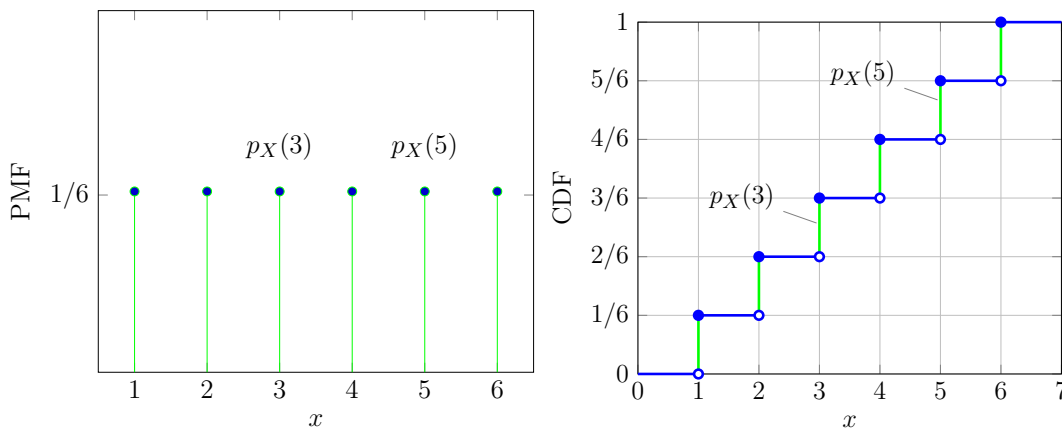 PMF
1/6
p_X(3)
p_X(5)
1 2 3 4 5 6
x
CDF
1
5/6
4/6
3/6
2/6
1/6
0
p_X(5)
p_X(3)
0 1 2 3 4 5 6 7
x